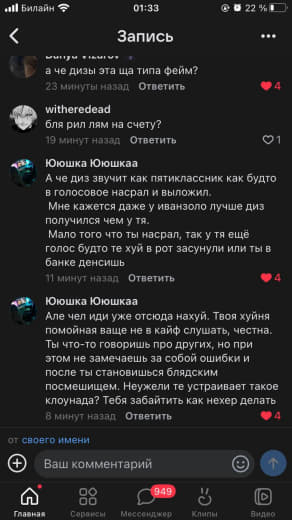 Билайн
01:33
22 %
Запись
Danya Vizarov
а че дизы эта ща типа фейм?
23 минуты назад Ответить
4
witheredead
бля рил лям на счету?
19 минут назад Ответить
1
Ююшка Ююшкаа
А че диз звучит как пятиклассник как будто
в голосовое насрал и выложил.
Мне кажется даже у иванзоло лучше диз
получился чем у тя.
Мало того что ты насрал, так у тя ещё
голос будто те хуй в рот засунули или ты в
банке денсишь
11 минут назад Ответить
4
Ююшка Ююшкаа
Але чел иди уже отсюда нахуй. Твоя хуйня
помойная ваще не в кайф слушать, честна.
Ты что-то говоришь про других, но при
этом не замечаешь за собой ошибки и
после ты становишься блядским
посмешищем. Неужели те устраивает такое
клоунада? Тебя забайтить как нехер делать
8 минут назад Ответить
4
от своего имени
Ваш комментарий
949
Главная
Сервисы
Мессенджер
Клипы
Видео